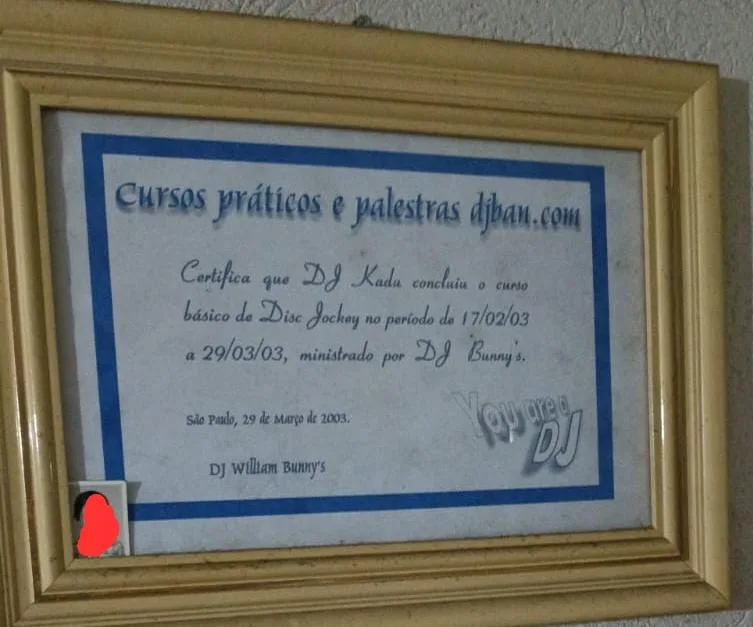 Cursos práticos e palestras djban.com
Certifica que DJ Kadu concluiu o curso
básico de Disc Jockey no período de 17/02/03
a 29/03/03, ministrado por DJ Bunny's.
São Paulo, 29 de Março de 2003.
You are a
DJ
DJ William Bunny's